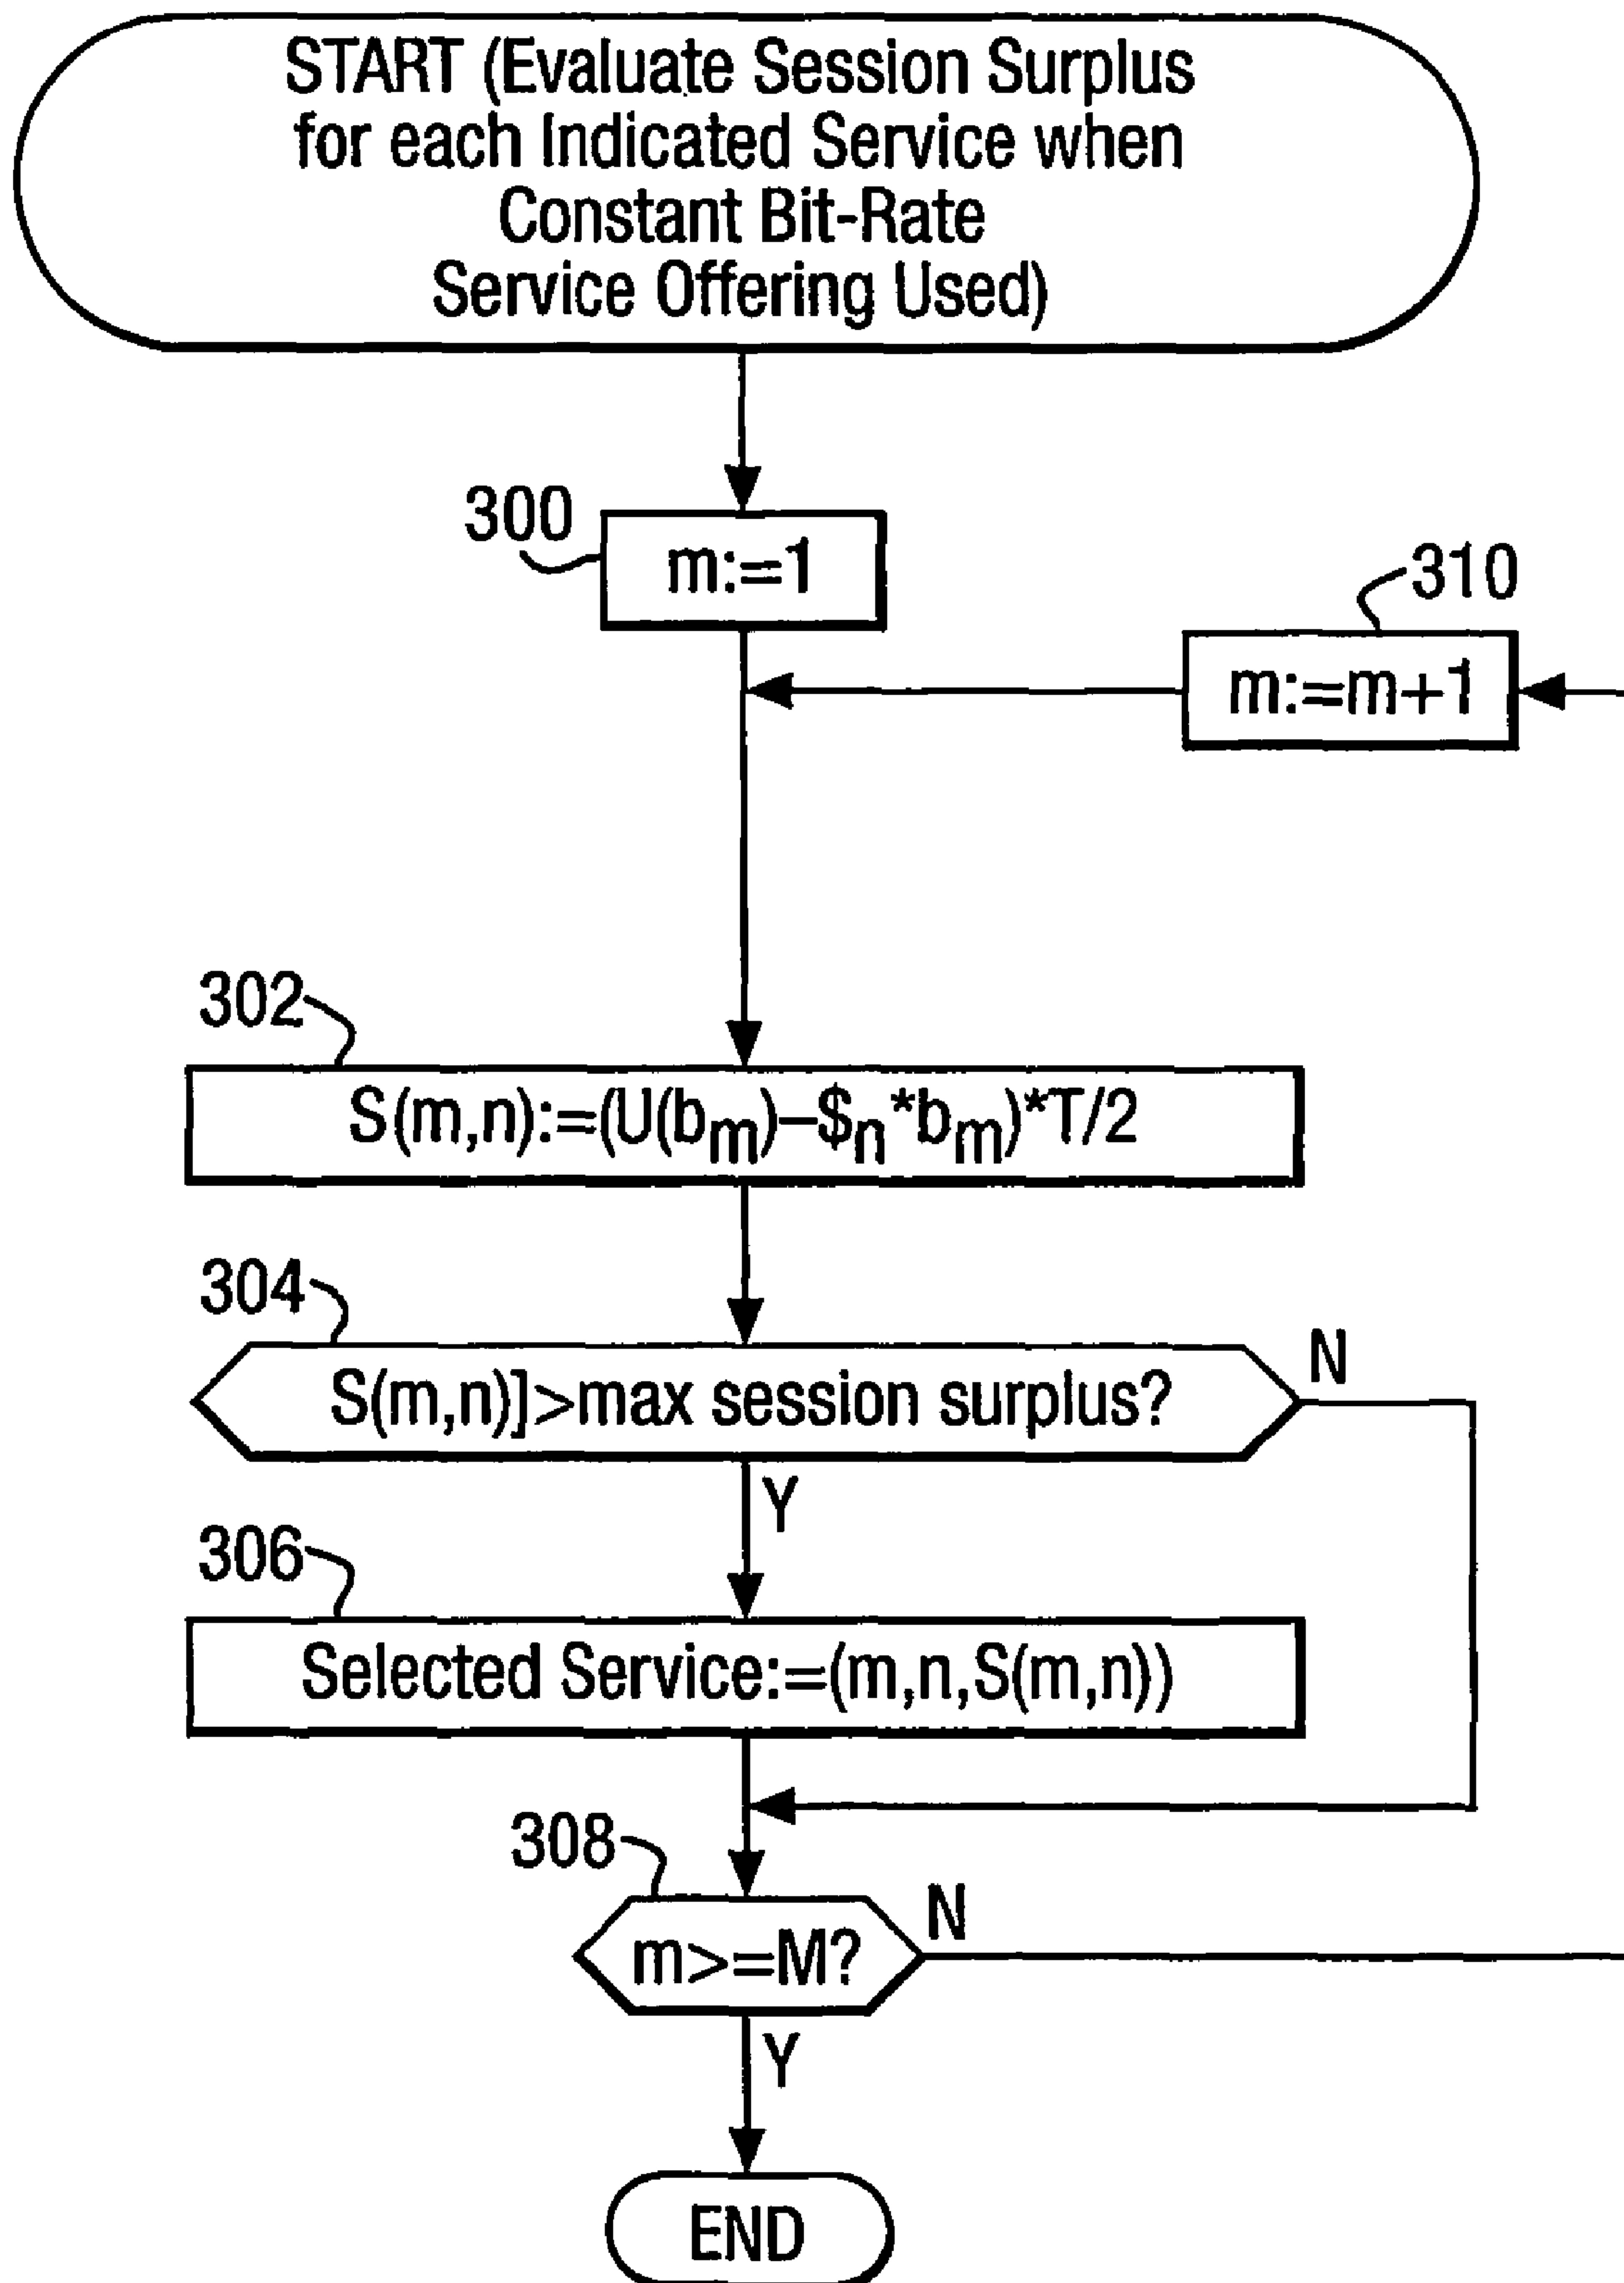 START (Evaluate Session Surplus
for each Indicated Service when
Constant Bit-Rate
Service Offering Used)
300
m:=1
310
m:=m+1
302
S(m,n):=(U(bm)–$n*bm)*T/2
304
S(m,n)]>max session surplus?
N
Y
306
Selected Service:=(m,n,S(m,n))
308
m>=M?
N
Y
END